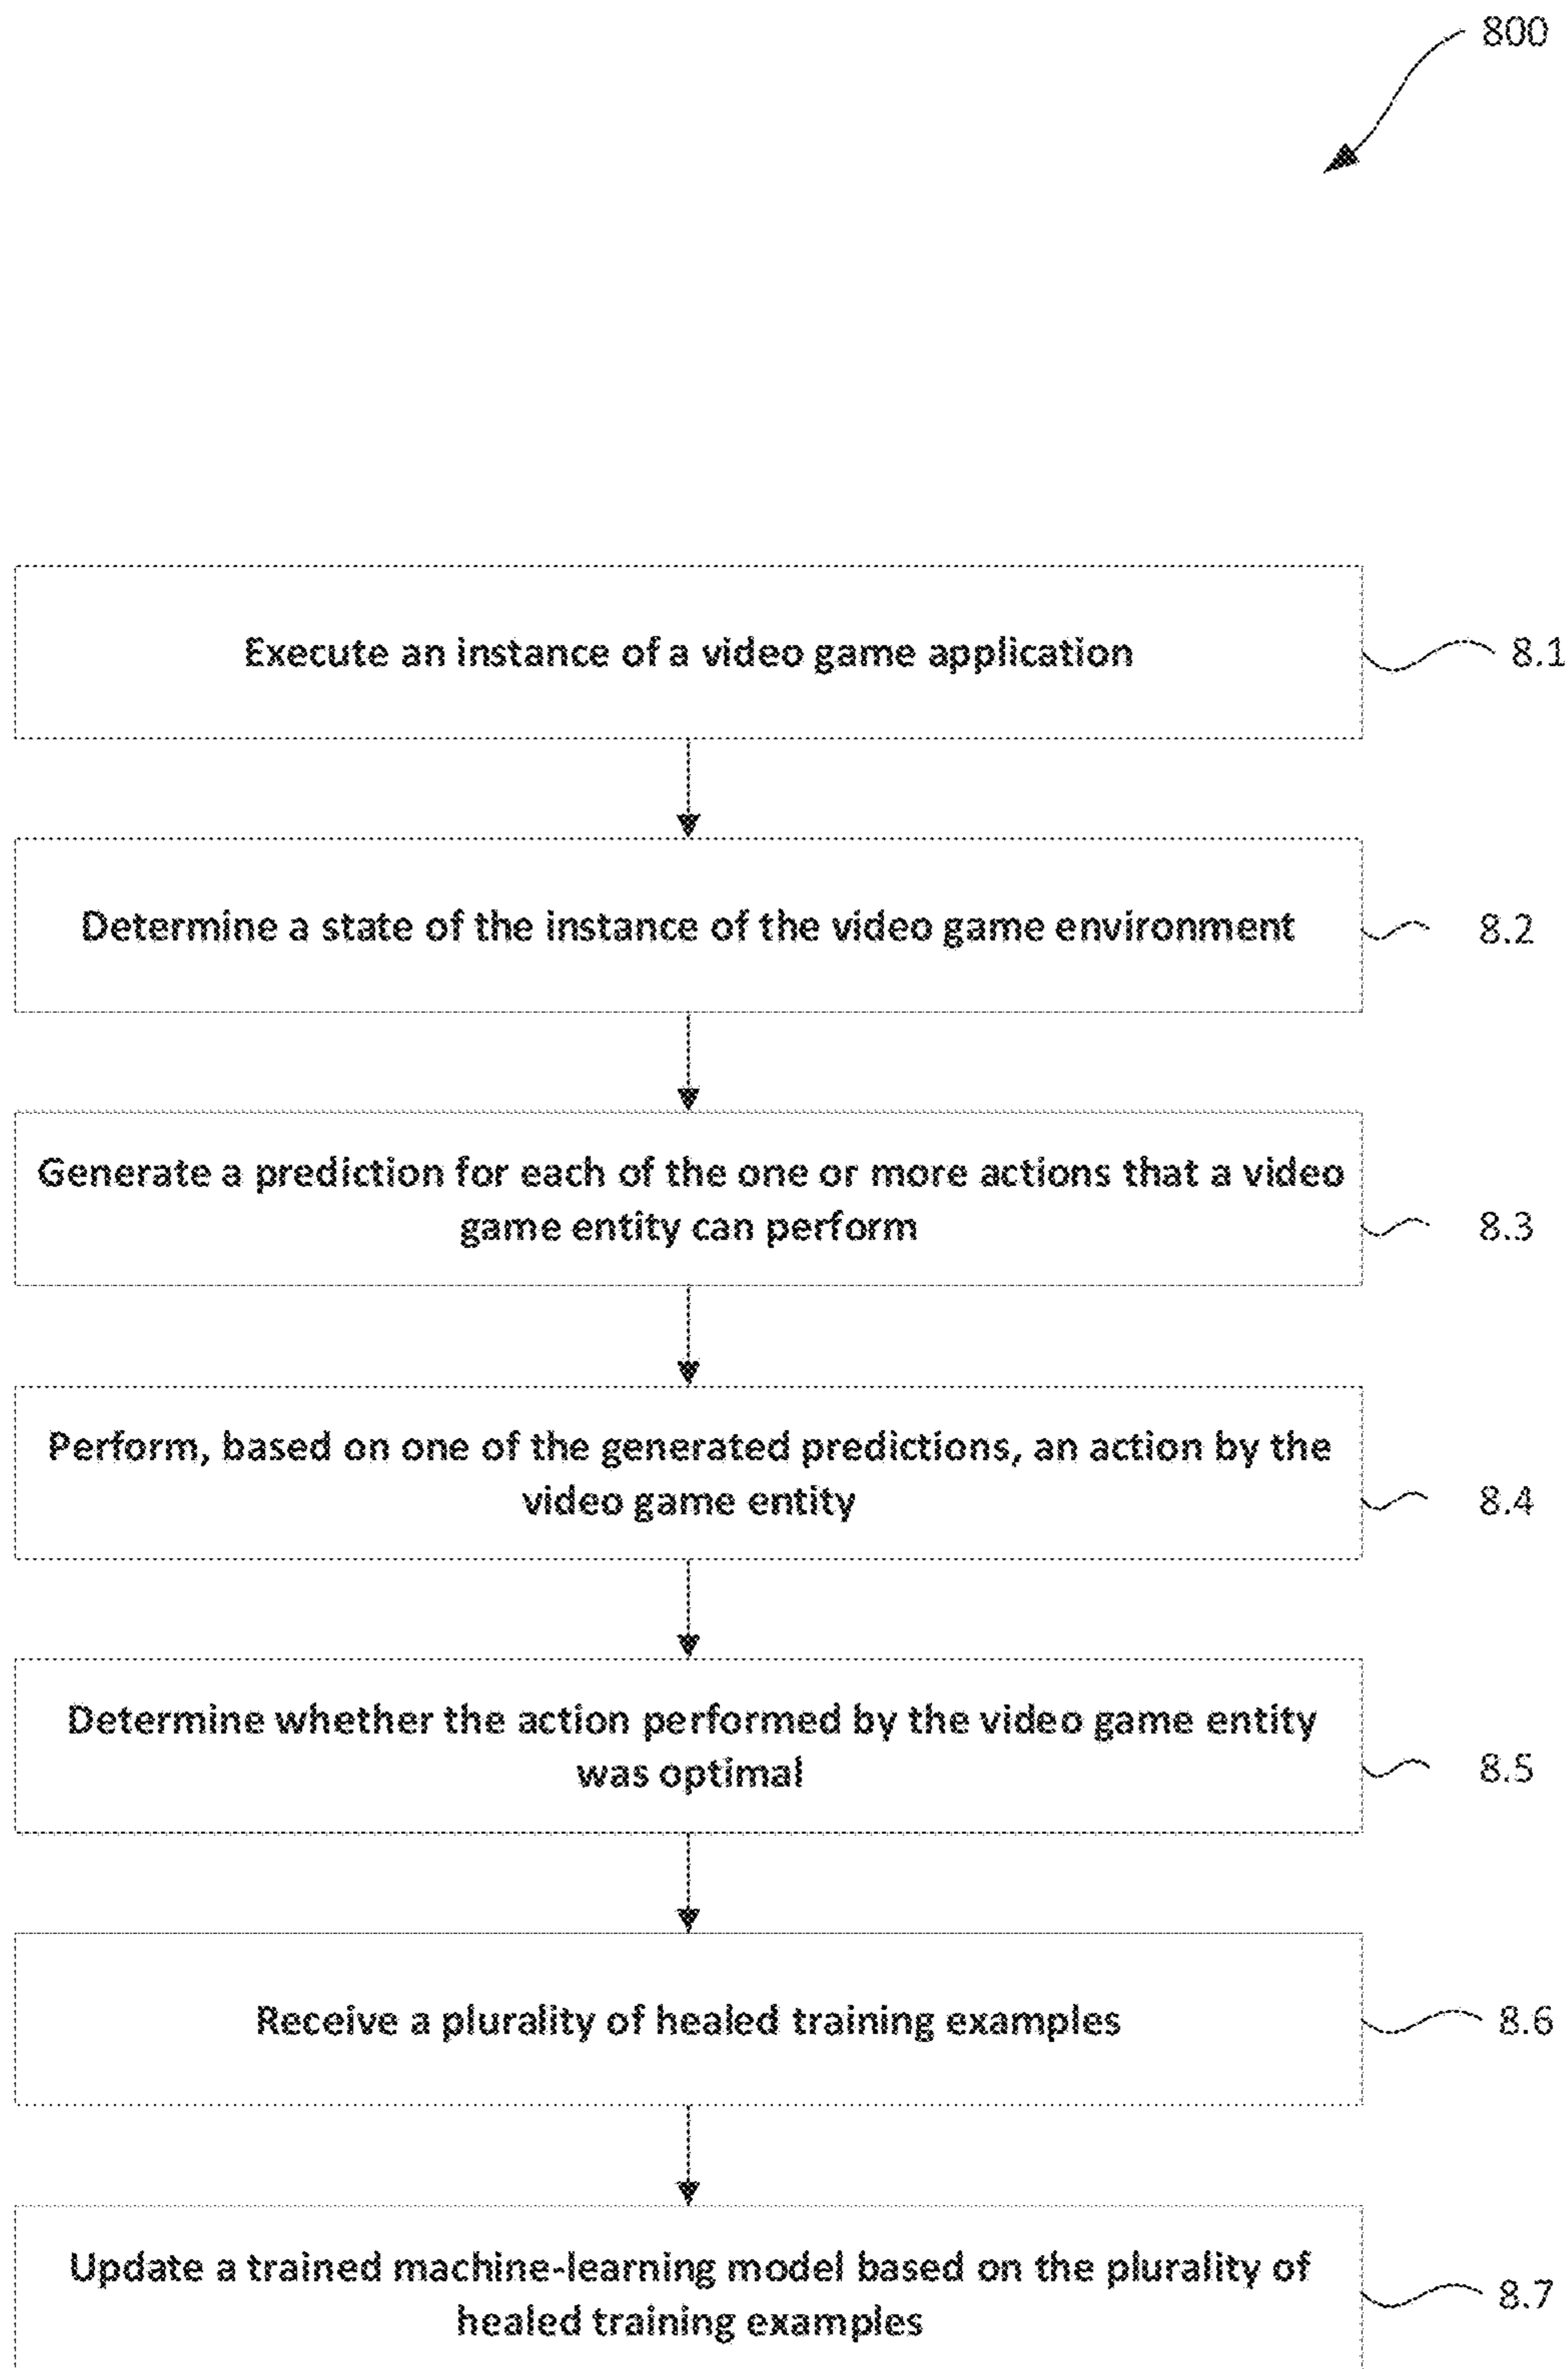 800
Execute an instance of a video game application
8.1
Determine a state of the instance of the video game environment
8.2
Generate a prediction for each of the one or more actions that a video
game entity can perform
8.3
Perform, based on one of the generated predictions, an action by the
video game entity
8.4
Determine whether the action performed by the video game entity
was optimal
8.5
Receive a plurality of healed training examples
8.6
Update a trained machine-learning model based on the plurality of
healed training examples
8.7